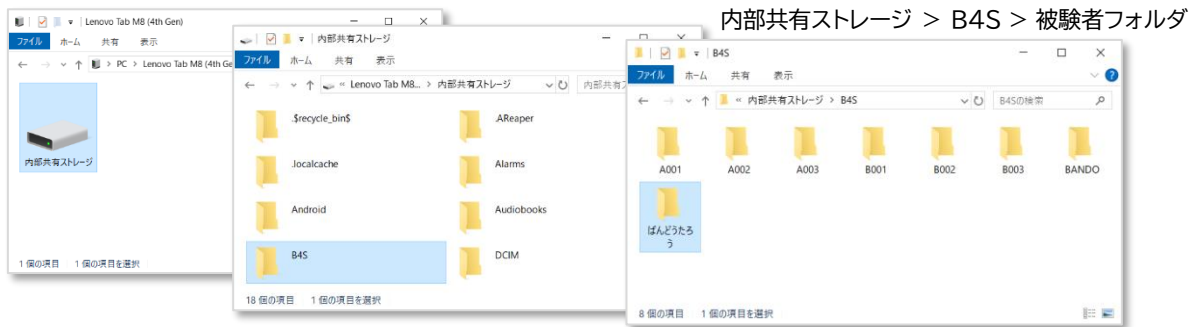 内部共有ストレージ > B4S > 被験者フォルダ
Lenovo Tab M8 (4th Gen)
ファイル ホーム 共有 表示
> PC > Lenovo Tab M8 (4th Ge
内部共有ストレージ
1 個の項目 1 個の項目を選択
内部共有ストレージ
ファイル ホーム 共有 表示
« Lenovo Tab M8... > 内部共有ストレージ 内部共有
.$recycle_bin$ .AReaper
.localcache Alarms
Android Audiobooks
B4S DCIM
18 個の項目 1 個の項目を選択
B4S
ファイル ホーム 共有 表示
« 内部共有ストレージ > B4S B4Sの検索
A001 A002 A003 B001 B002 B003 BANDO
ばんどうたろ
う
8 個の項目 1 個の項目を選択